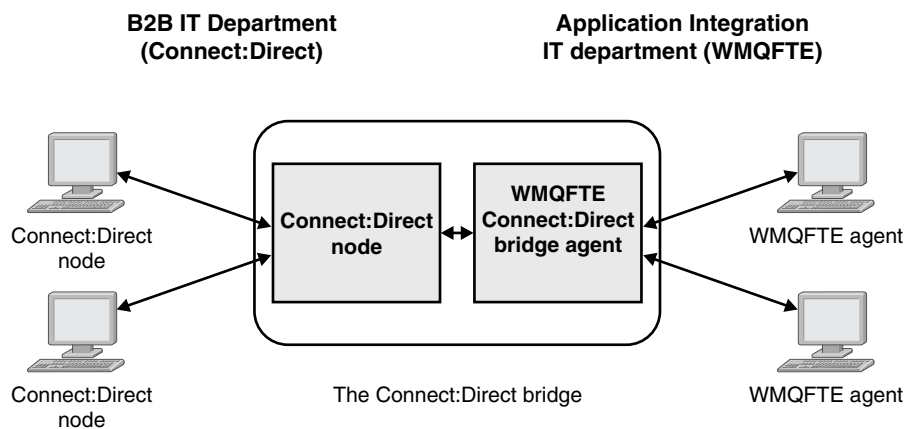 B2B IT Department
(Connect:Direct)
Application Integration
IT department (WMQFTE)
Connect:Direct
node
Connect:Direct
node
Connect:Direct
node
WMQFTE
Connect:Direct
bridge agent
WMQFTE agent
WMQFTE agent
The Connect:Direct bridge